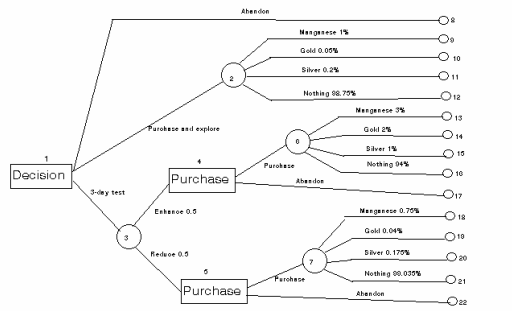 Abandon
8
Manganese 1%
9
Gold 0.05%
10
2
Silver 0.2%
11
Nothing 98.75%
12
Purchase and explore
Manganese 3%
13
Gold 2%
14
6
Silver 1%
15
Nothing 94%
16
1
Decision
4
Purchase
Purchase
Abandon
17
3-day test
Enhance 0.5
3
Reduce 0.5
Manganese 0.75%
18
Gold 0.04%
19
7
Silver 0.175%
20
Nothing 99.035%
21
5
Purchase
Purchase
Abandon
22